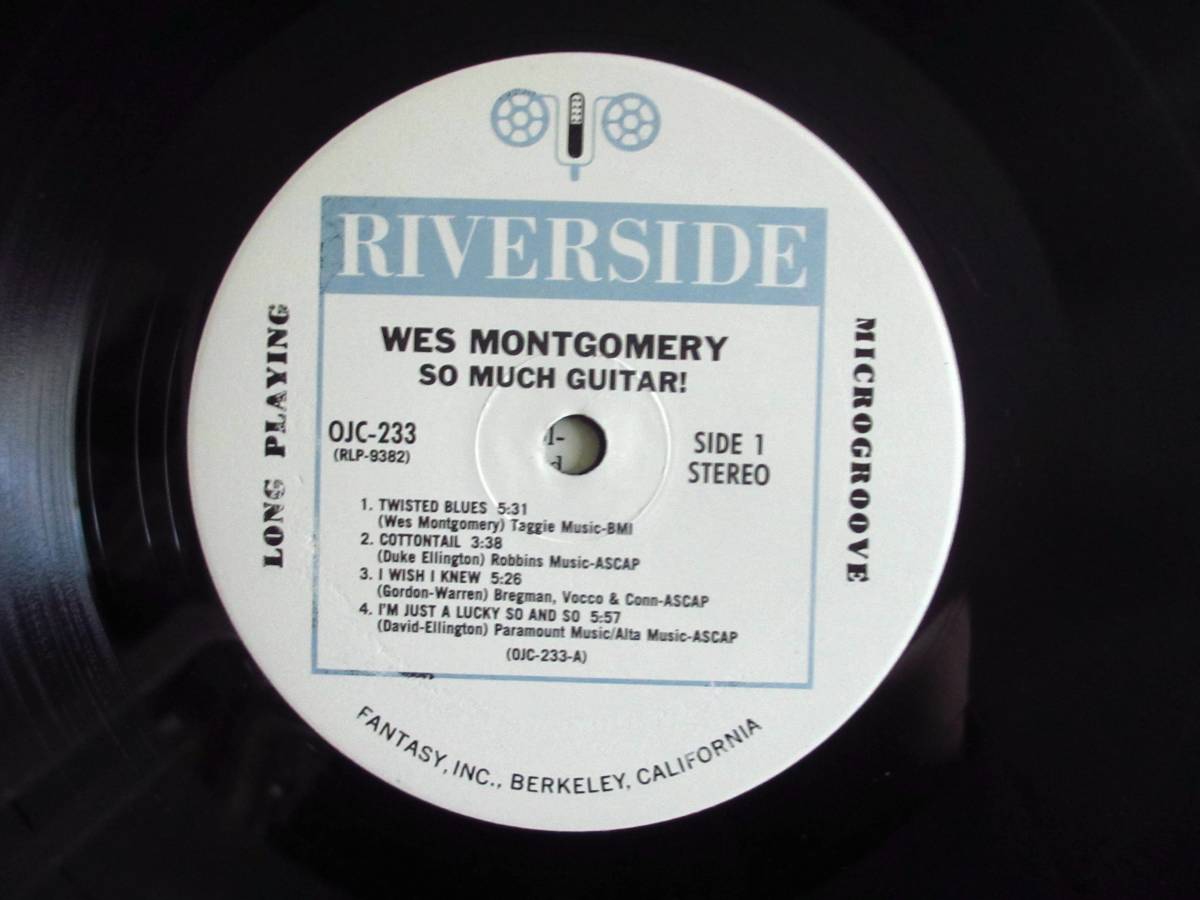 RIVERSIDE
WES MONTGOMERY
SO MUCH GUITAR!
OJC-233
(RLP-9382)
SIDE 1
STEREO
1. TWISTED BLUES 5:31
(Wes Montgomery) Taggie Music-BMI
2. COTTONTAIL 3:38
(Duke Ellington) Robbins Music-ASCAP
3. I WISH I KNEW 5:26
(Gordon-Warren) Bregman, Vocco & Conn-ASCAP
4. I'M JUST A LUCKY SO AND SO 5:57
(David-Ellington) Paramount Music/Alta Music-ASCAP
(OJC-233-A)
LONG PLAYING
MICROGROOVE
FANTASY, INC., BERKELEY, CALIFORNIA